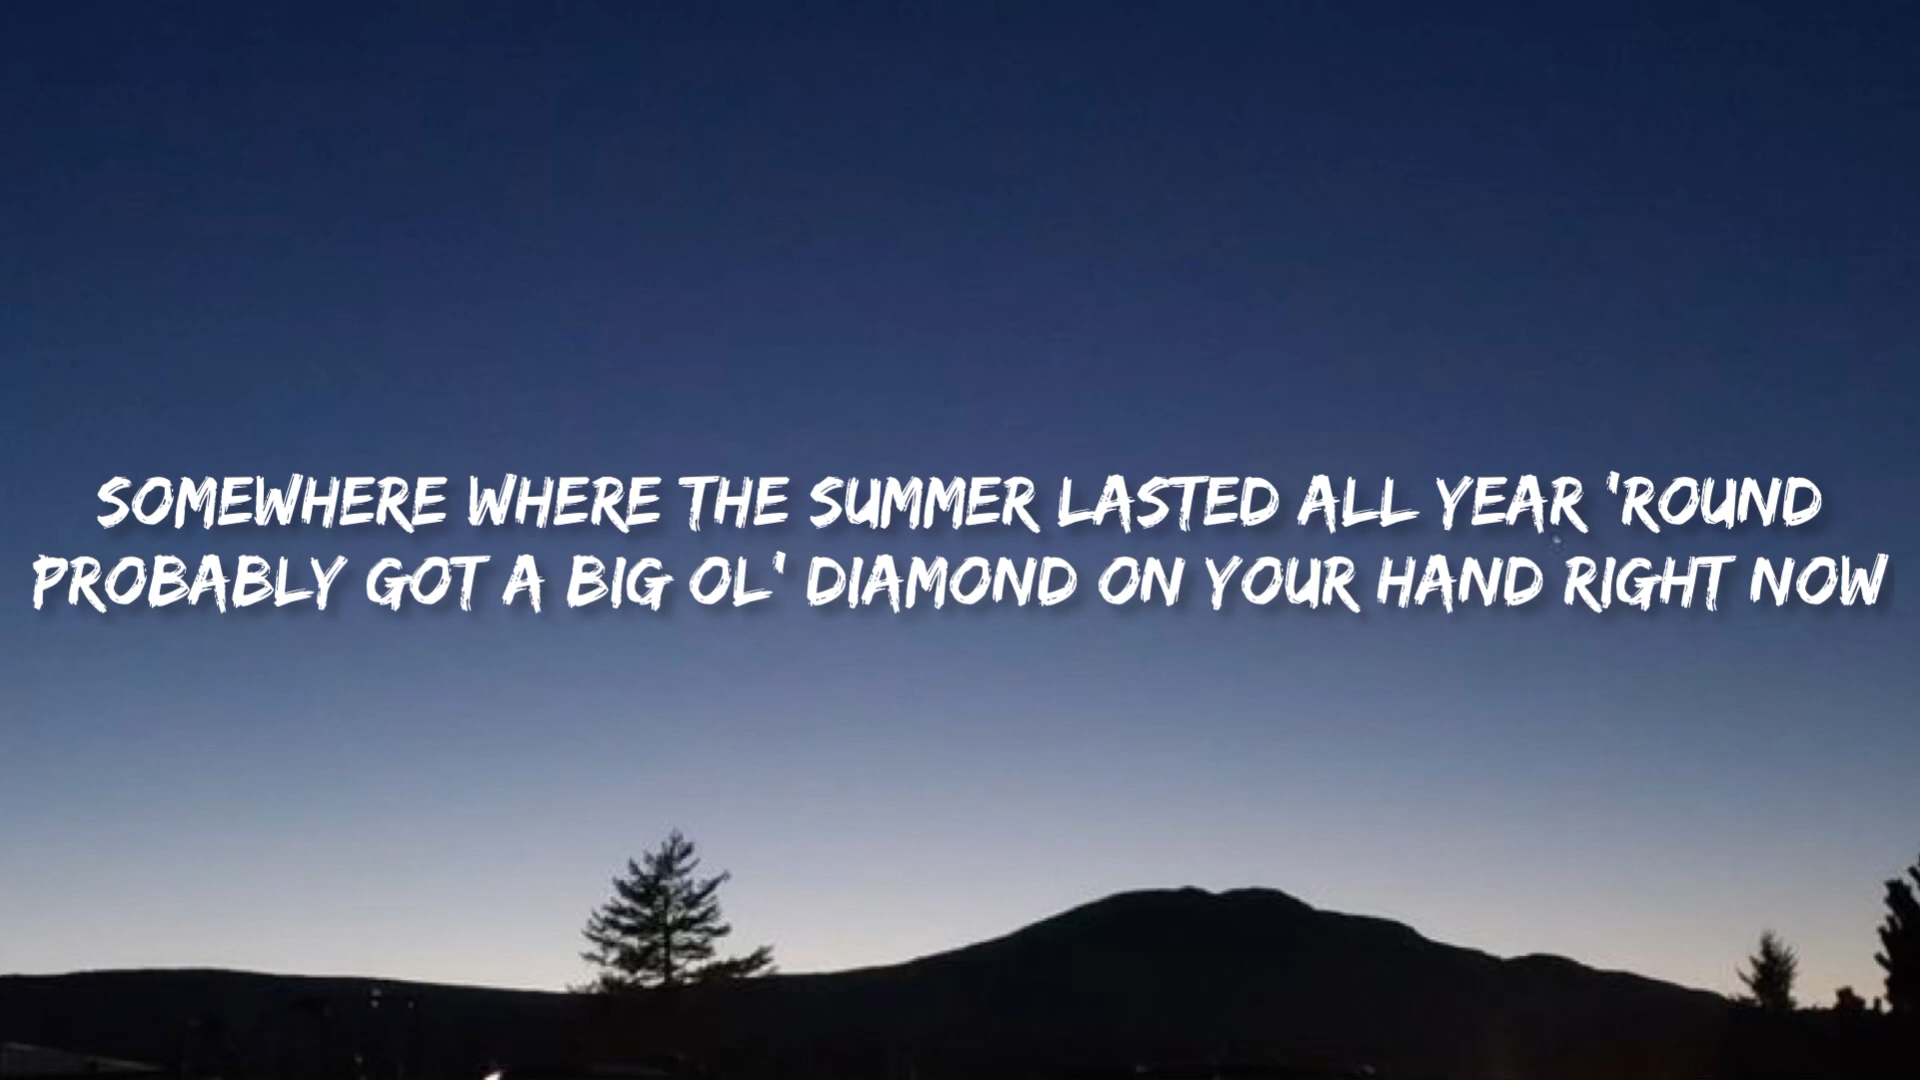 SOMEWHERE WHERE THE SUMMER LASTED ALL YEAR 'ROUND
PROBABLY GOT A BIG OL' DIAMOND ON YOUR HAND RIGHT NOW